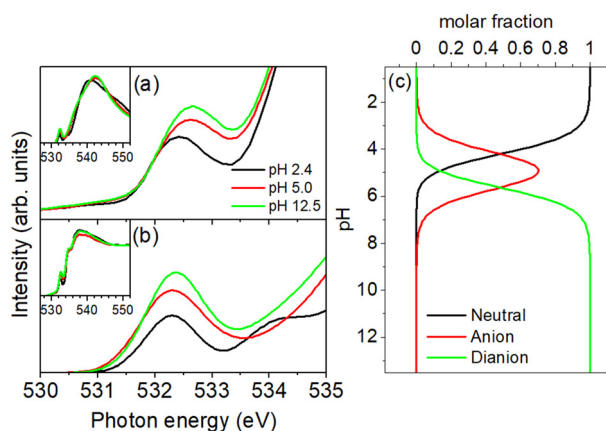 molar fraction
0 0.2 0.4 0.6 0.8 1
(a)
530 540 550
pH 2.4
pH 5.0
pH 12.5
(b)
530 540 550
530 531 532 533 534 535
Photon energy (eV)
Intensity (arb. units)
(c)
2
4
6
8
10
12
pH
Neutral
Anion
Dianion